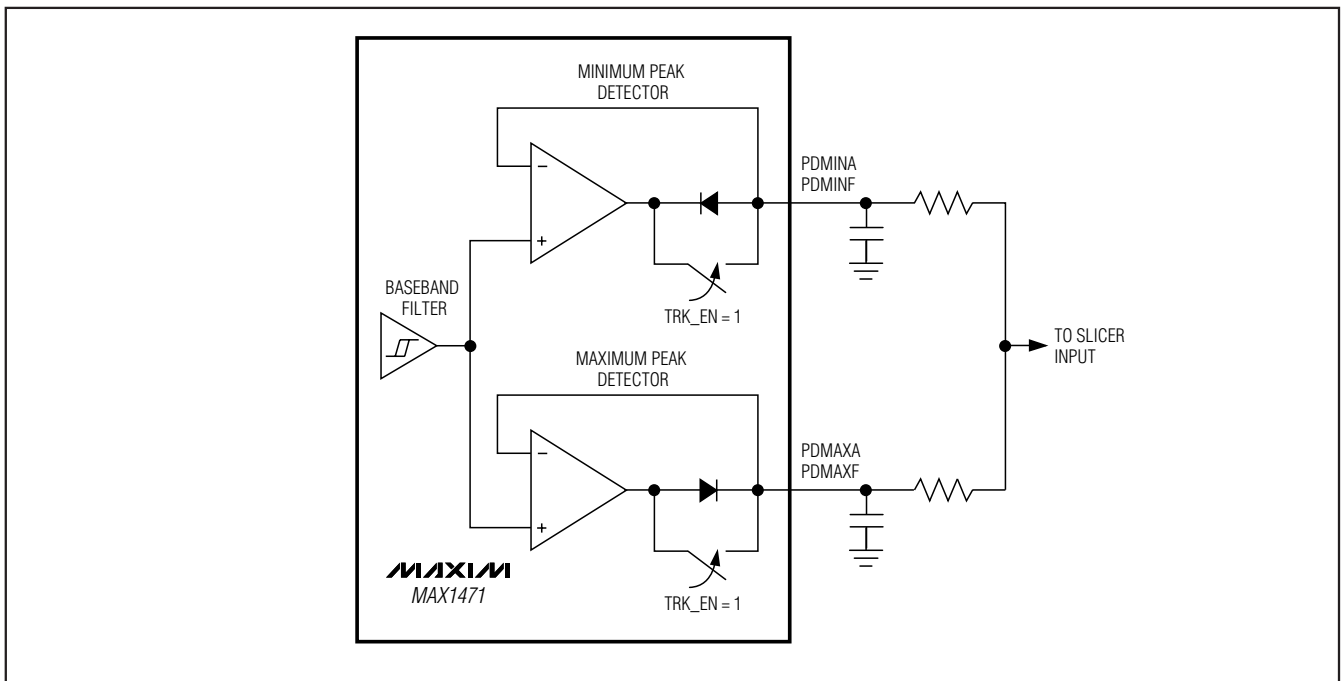 MINIMUM PEAK
DETECTOR
−
+
PDMINA
PDMINF
TRK_EN = 1
BASEBAND
FILTER
TO SLICER
INPUT
MAXIMUM PEAK
DETECTOR
−
+
PDMAXA
PDMAXF
TRK_EN = 1
MAXIM
MAX1471